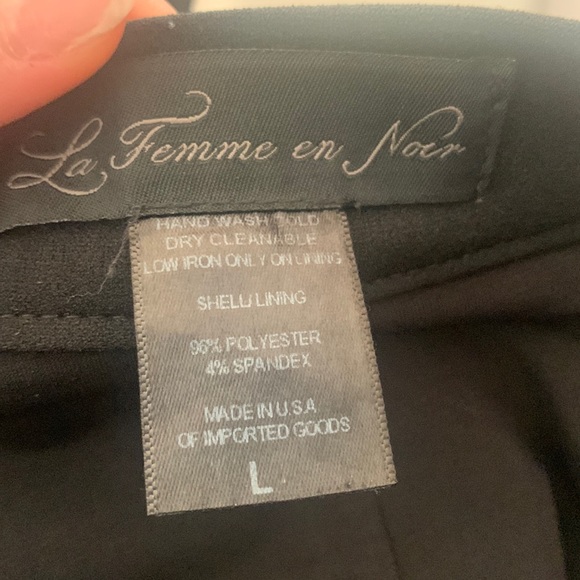 La Femme en Noir
HAND WASH COLD
DRY CLEANABLE
LOW IRON ONLY ON LINING
SHELL/ LINING
96% POLYESTER
4% SPANDEX
MADE IN U.S.A
OF IMPORTED GOODS
L